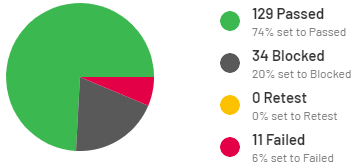 129 Passed
74% set to Passed
34 Blocked
20% set to Blocked
0 Retest
0% set to Retest
11 Failed
6% set to Failed